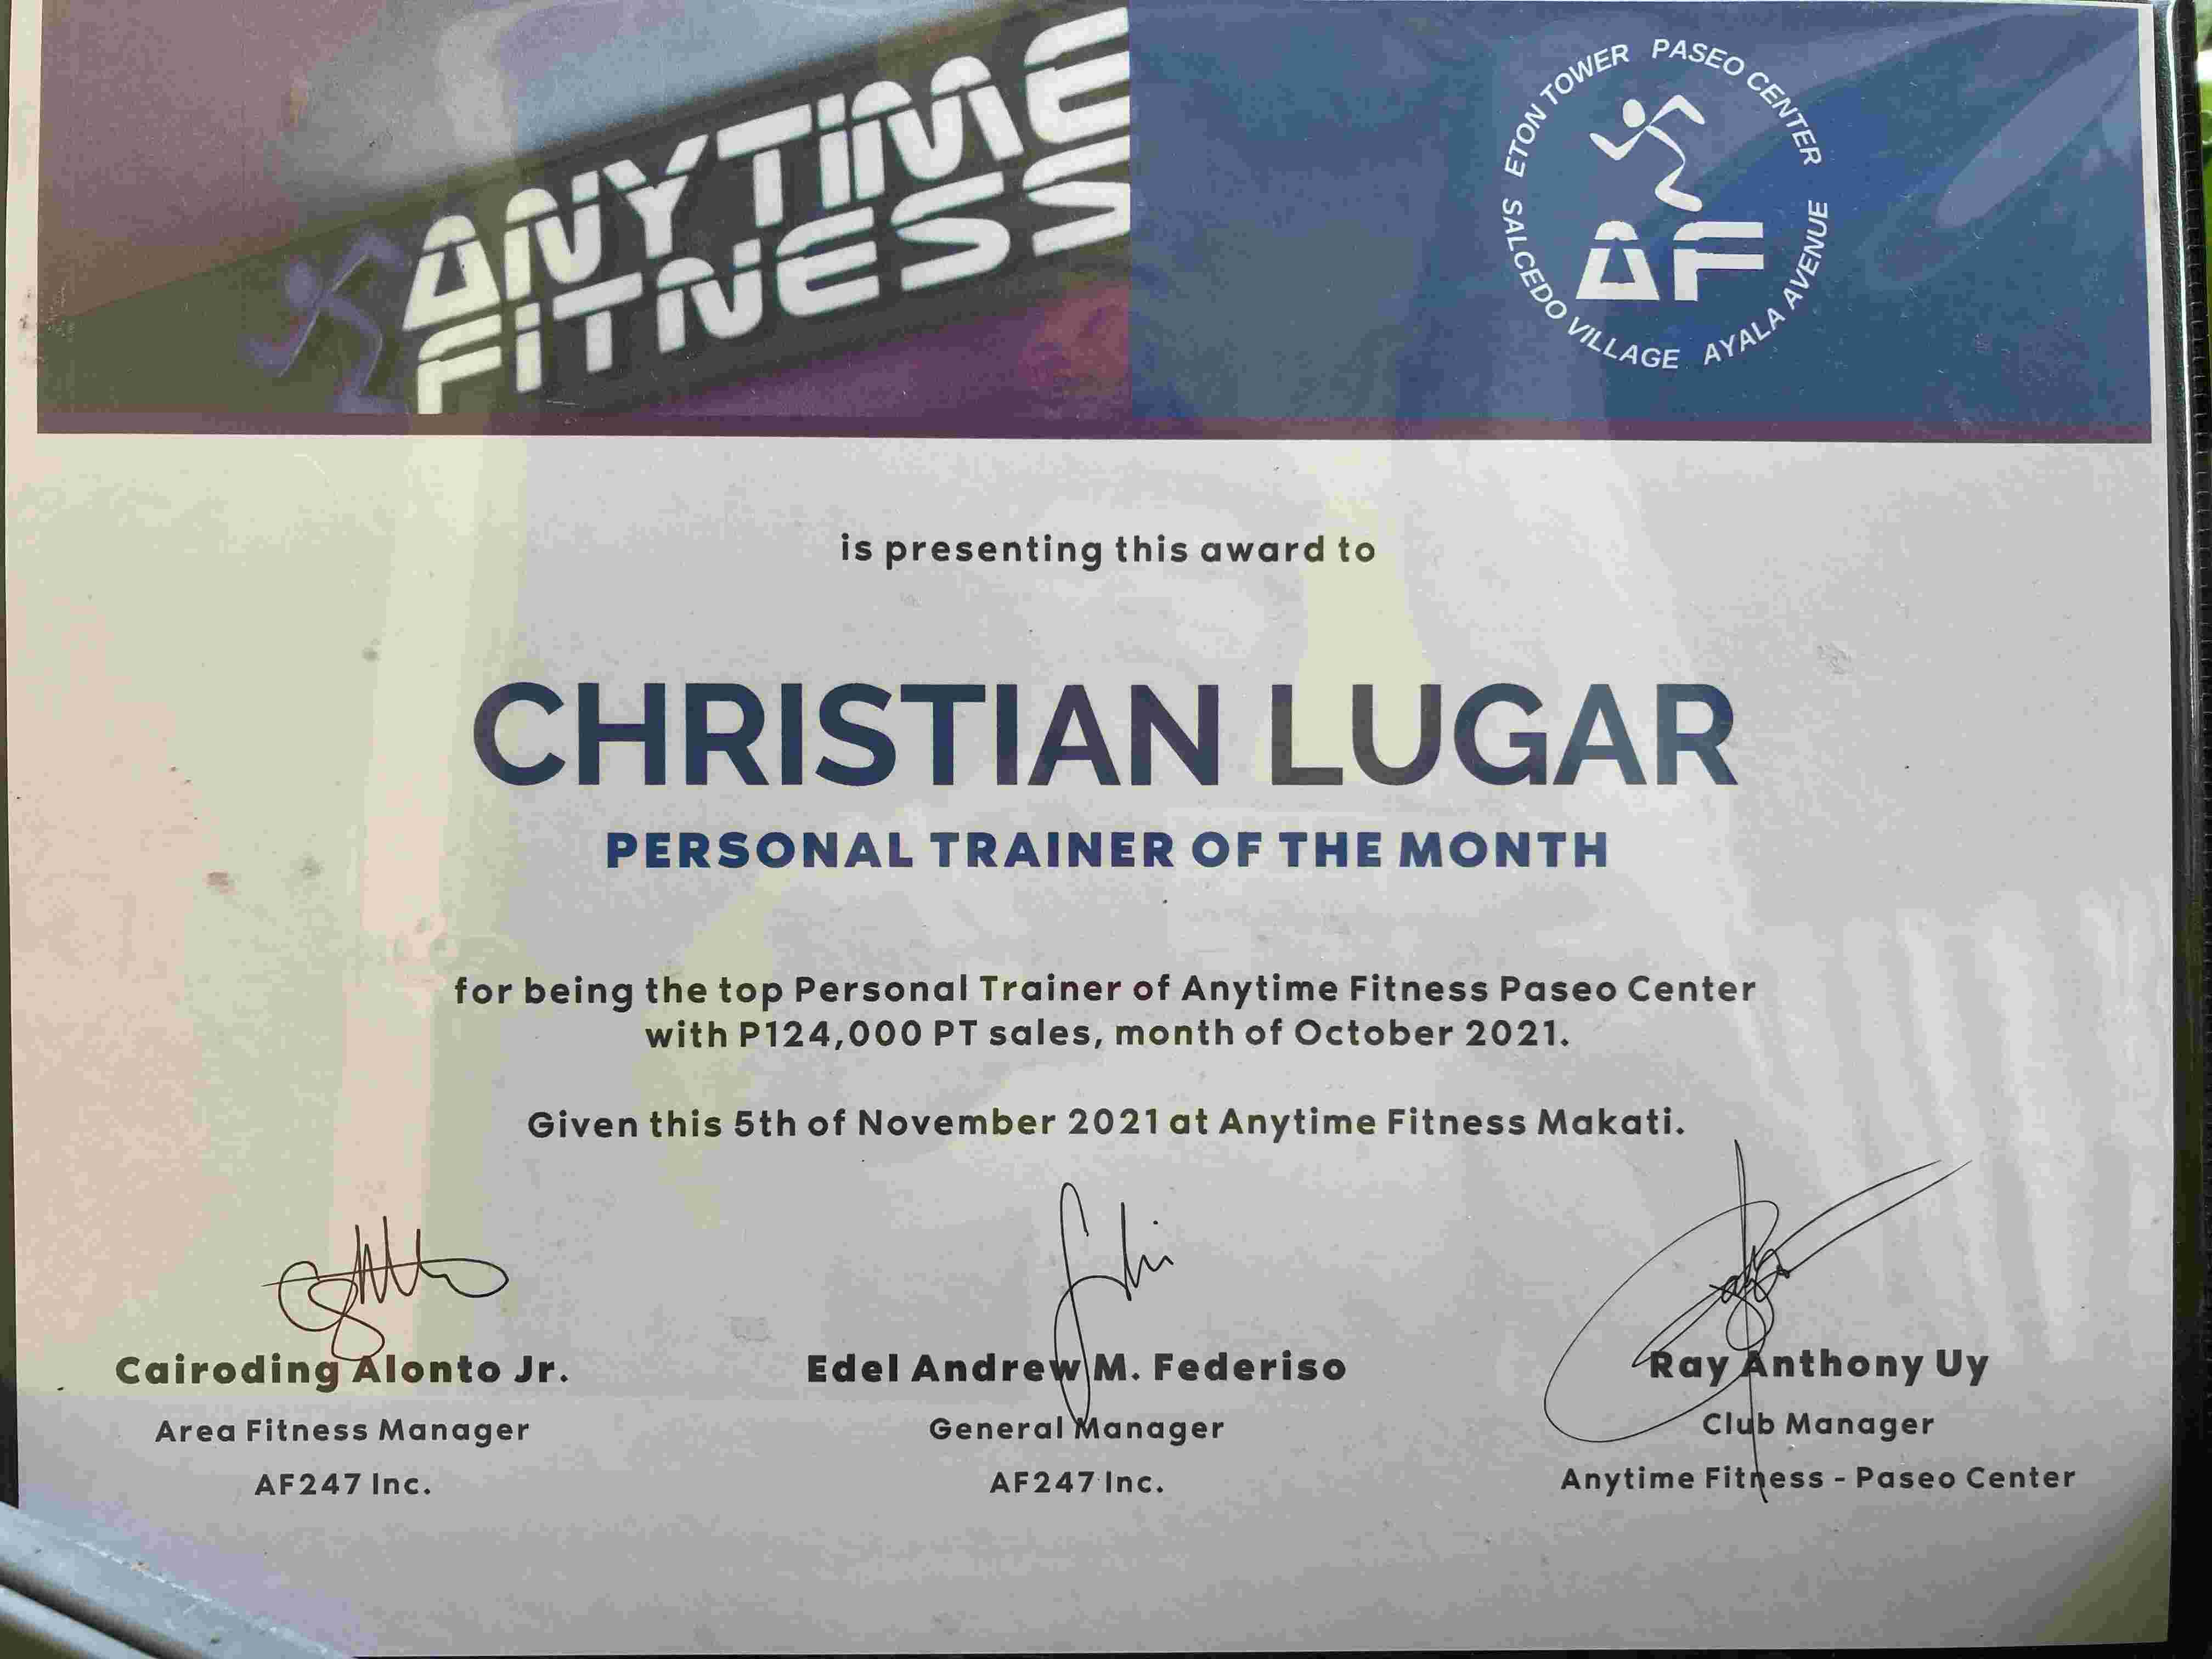 ANYTIME
FITNESS
ETON TOWER PASEO CENTER
SALCEDO VILLAGE AYALA AVENUE
AF
is presenting this award to
CHRISTIAN LUGAR
PERSONAL TRAINER OF THE MONTH
for being the top Personal Trainer of Anytime Fitness Paseo Center
with P124,000 PT sales, month of October 2021.
Given this 5th of November 2021 at Anytime Fitness Makati.
Cairoding Alonto Jr.
Area Fitness Manager
AF247 Inc.
Edel Andrew M. Federiso
General Manager
AF247 Inc.
Ray Anthony Uy
Club Manager
Anytime Fitness - Paseo Center